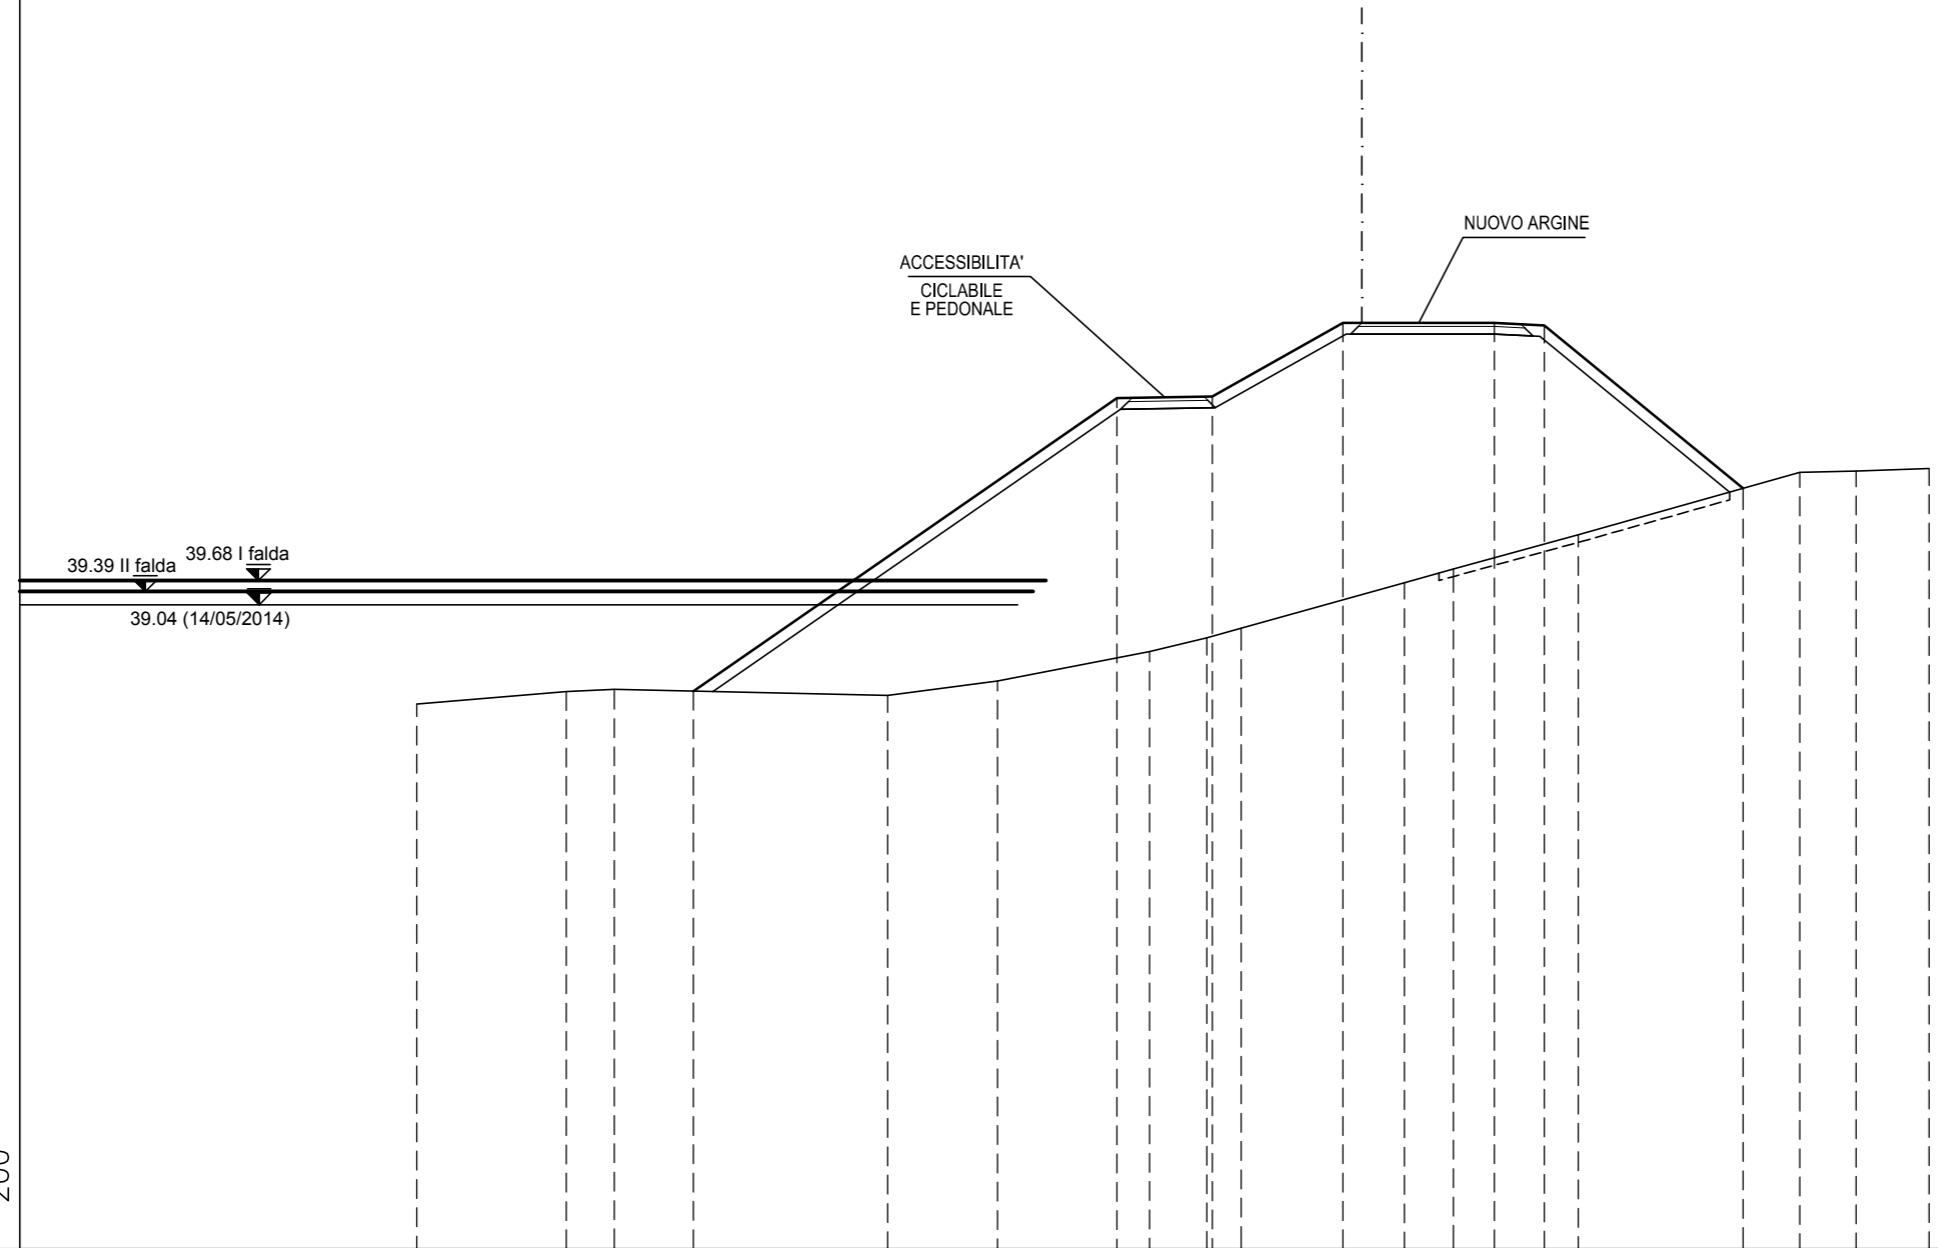 NUOVO ARGINE
ACCESSIBILITA'
CICLABILE
E PEDONALE
39.68 I falda
39.39 II falda
39.04 (14/05/2014)